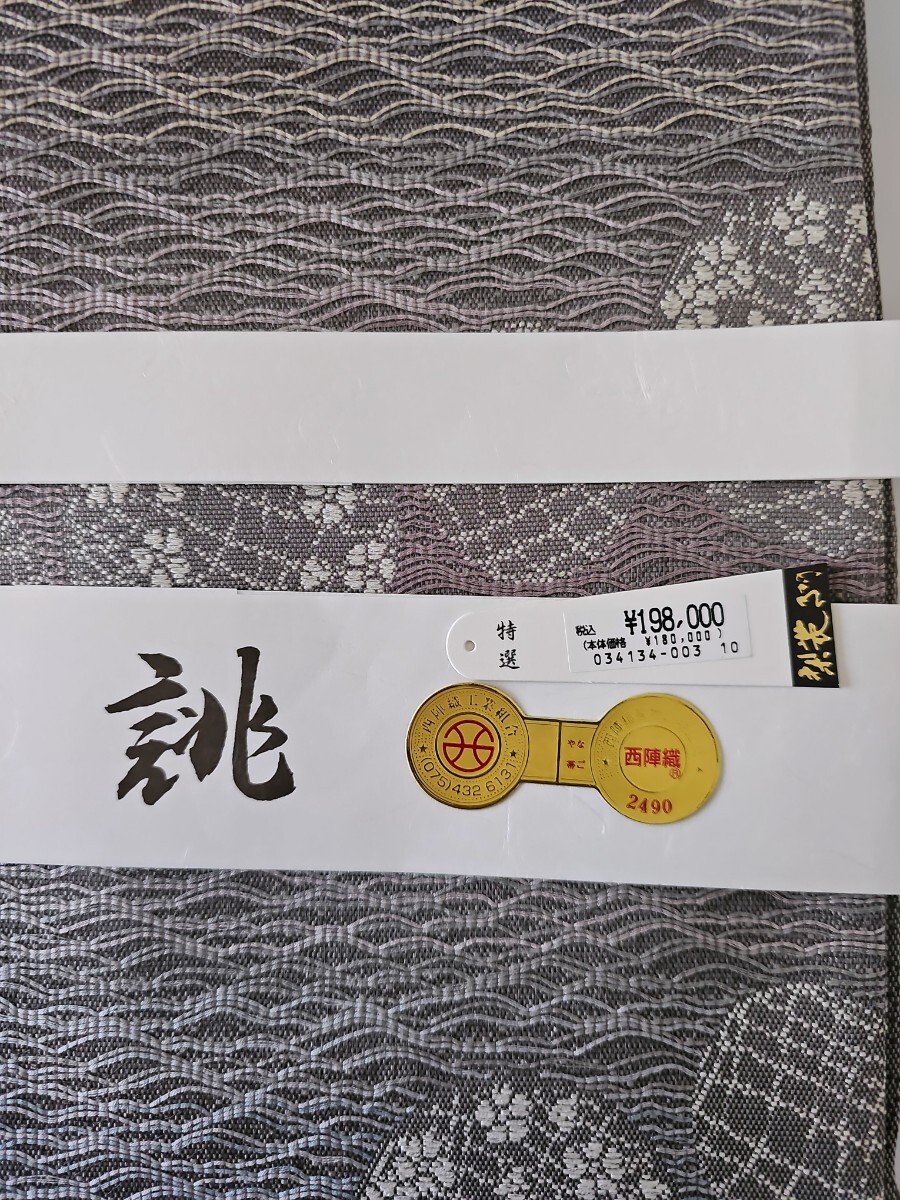 特選
税込 ¥198,000
(本体価格 ¥180,000)
034134-003 10
誂
西陣織工業組合
(075)432 6131
西陣織
2490